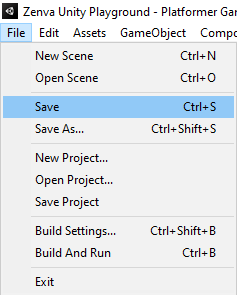 Zenva Unity Playground - Platformer Ga
File Edit Assets GameObject Compo
New Scene Ctrl+N
Open Scene Ctrl+O
Save Ctrl+S
Save As... Ctrl+Shift+S
New Project...
Open Project...
Save Project
Build Settings... Ctrl+Shift+B
Build And Run Ctrl+B
Exit